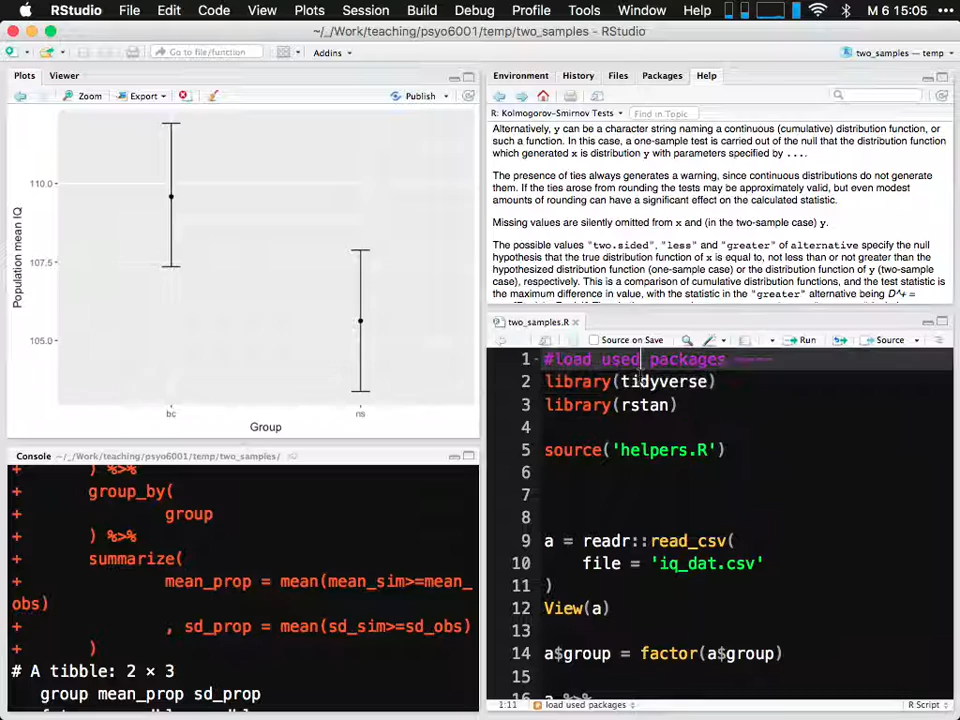 RStudio File Edit Code View Plots Session Build Debug Profile Tools Window Help M 6 15:05
~/_/Work/teaching/psyo6001/temp/two_samples - RStudio
Go to file/function Addins two_samples — temp
Plots Viewer
Zoom Export Publish
110.0
107.5
105.0
Population mean IQ
bc ns
Group
Environment History Files Packages Help
R: Kolmogorov-Smirnov Tests Find in Topic
Alternatively, y can be a character string naming a continuous (cumulative) distribution function, or
such a function. In this case, a one-sample test is carried out of the null that the distribution function
which generated x is distribution y with parameters specified by ....
The presence of ties always generates a warning, since continuous distributions do not generate
them. If the ties arose from rounding the tests may be approximately valid, but even modest
amounts of rounding can have a significant effect on the calculated statistic.
Missing values are silently omitted from x and (in the two-sample case) y.
The possible values "two.sided", "less" and "greater" of alternative specify the null
hypothesis that the true distribution function of x is equal to, not less than or not greater than the
hypothesized distribution function (one-sample case) or the distribution function of y (two-sample
case), respectively. This is a comparison of cumulative distribution functions, and the test statistic is
the maximum difference in value, with the statistic in the "greater" alternative being D^+ =
Console ~/_/Work/teaching/psyo6001/temp/two_samples/
+ ) %>%
+ group_by(
+ group
+ ) %>%
+ summarize(
+ mean_prop = mean(mean_sim>=mean_
obs)
+ , sd_prop = mean(sd_sim>=sd_obs)
+ )
# A tibble: 2 × 3
group mean_prop sd_prop
two_samples.R
Source on Save Run Source
1 #load used packages ----
2 library(tidyverse)
3 library(rstan)
4
5 source('helpers.R')
6
7
8
9 a = readr::read_csv(
10 file = 'iq_dat.csv'
11 )
12 View(a)
13
14 a$group = factor(a$group)
15
16 a %>%
1:11 load used packages R Script